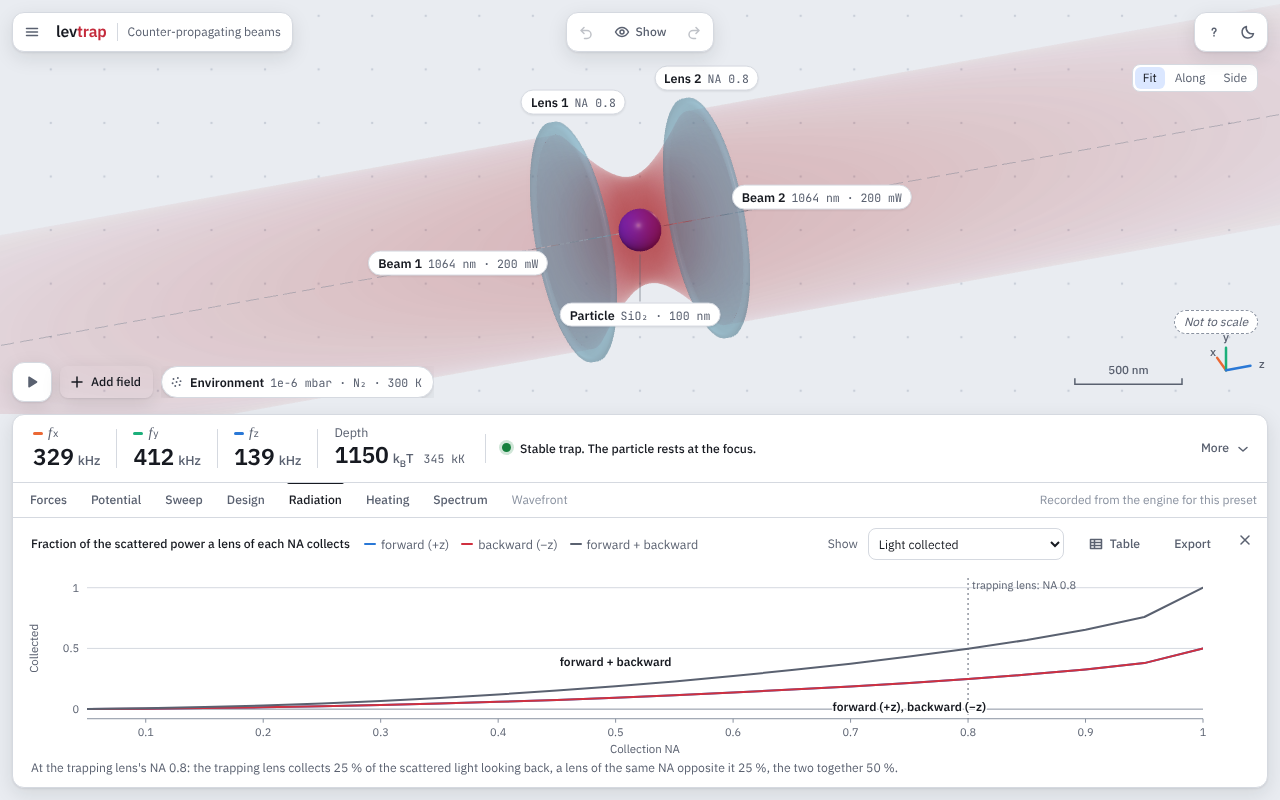 levtrap Counter-propagating beams
Show
?
Fit Along Side
Lens 2 NA 0.8
Lens 1 NA 0.8
Beam 2 1064 nm · 200 mW
Beam 1 1064 nm · 200 mW
Particle SiO₂ · 100 nm
Not to scale
y
x
z
500 nm
Add field
Environment 1e-6 mbar · N₂ · 300 K
fx
329 kHz
fy
412 kHz
fz
139 kHz
Depth
1150 kBT 345 kK
Stable trap. The particle rests at the focus.
More
Forces Potential Sweep Design Radiation Heating Spectrum Wavefront
Recorded from the engine for this preset
Fraction of the scattered power a lens of each NA collects
forward (+z) backward (−z) forward + backward
Show Light collected Table Export
trapping lens: NA 0.8
1
0.5
0
Collected
forward + backward
forward (+z), backward (−z)
0.1 0.2 0.3 0.4 0.5 0.6 0.7 0.8 0.9 1
Collection NA
At the trapping lens's NA 0.8: the trapping lens collects 25 % of the scattered light looking back, a lens of the same NA opposite it 25 %, the two together 50 %.